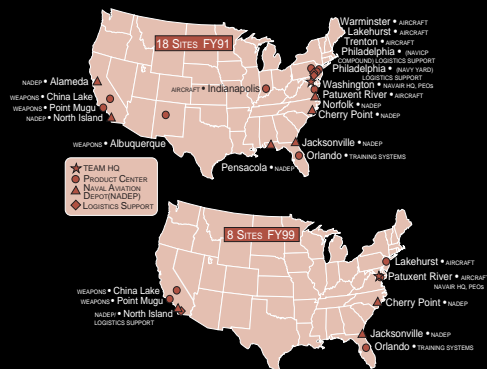 18 SITES FY91
Warminster • AIRCRAFT
Lakehurst • AIRCRAFT
Trenton • AIRCRAFT
Philadelphia • (NAVICP
COMPOUND) LOGISTICS SUPPORT
Philadelphia • (NAVY YARD)
LOGISTICS SUPPORT
Washington • NAVAIR HQ, PEOs
Patuxent River • AIRCRAFT
Norfolk • NADEP
Cherry Point • NADEP
AIRCRAFT • Indianapolis
NADEP • Alameda
WEAPONS • China Lake
WEAPONS • Point Mugu
NADEP • North Island
WEAPONS • Albuquerque
Jacksonville • NADEP
Orlando • TRAINING SYSTEMS
Pensacola • NADEP
TEAM HQ
PRODUCT CENTER
NAVAL AVIATION
DEPOT(NADEP)
LOGISTICS SUPPORT
8 SITES FY99
Lakehurst • AIRCRAFT
Patuxent River • AIRCRAFT
NAVAIR HQ, PEOs
WEAPONS • China Lake
WEAPONS • Point Mugu
NADEP/ • North Island
LOGISTICS SUPPORT
Cherry Point • NADEP
Jacksonville • NADEP
Orlando • TRAINING SYSTEMS